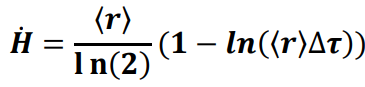 Ḣ = ⟨r⟩ / ln(2) (1 − ln(⟨r⟩Δτ))